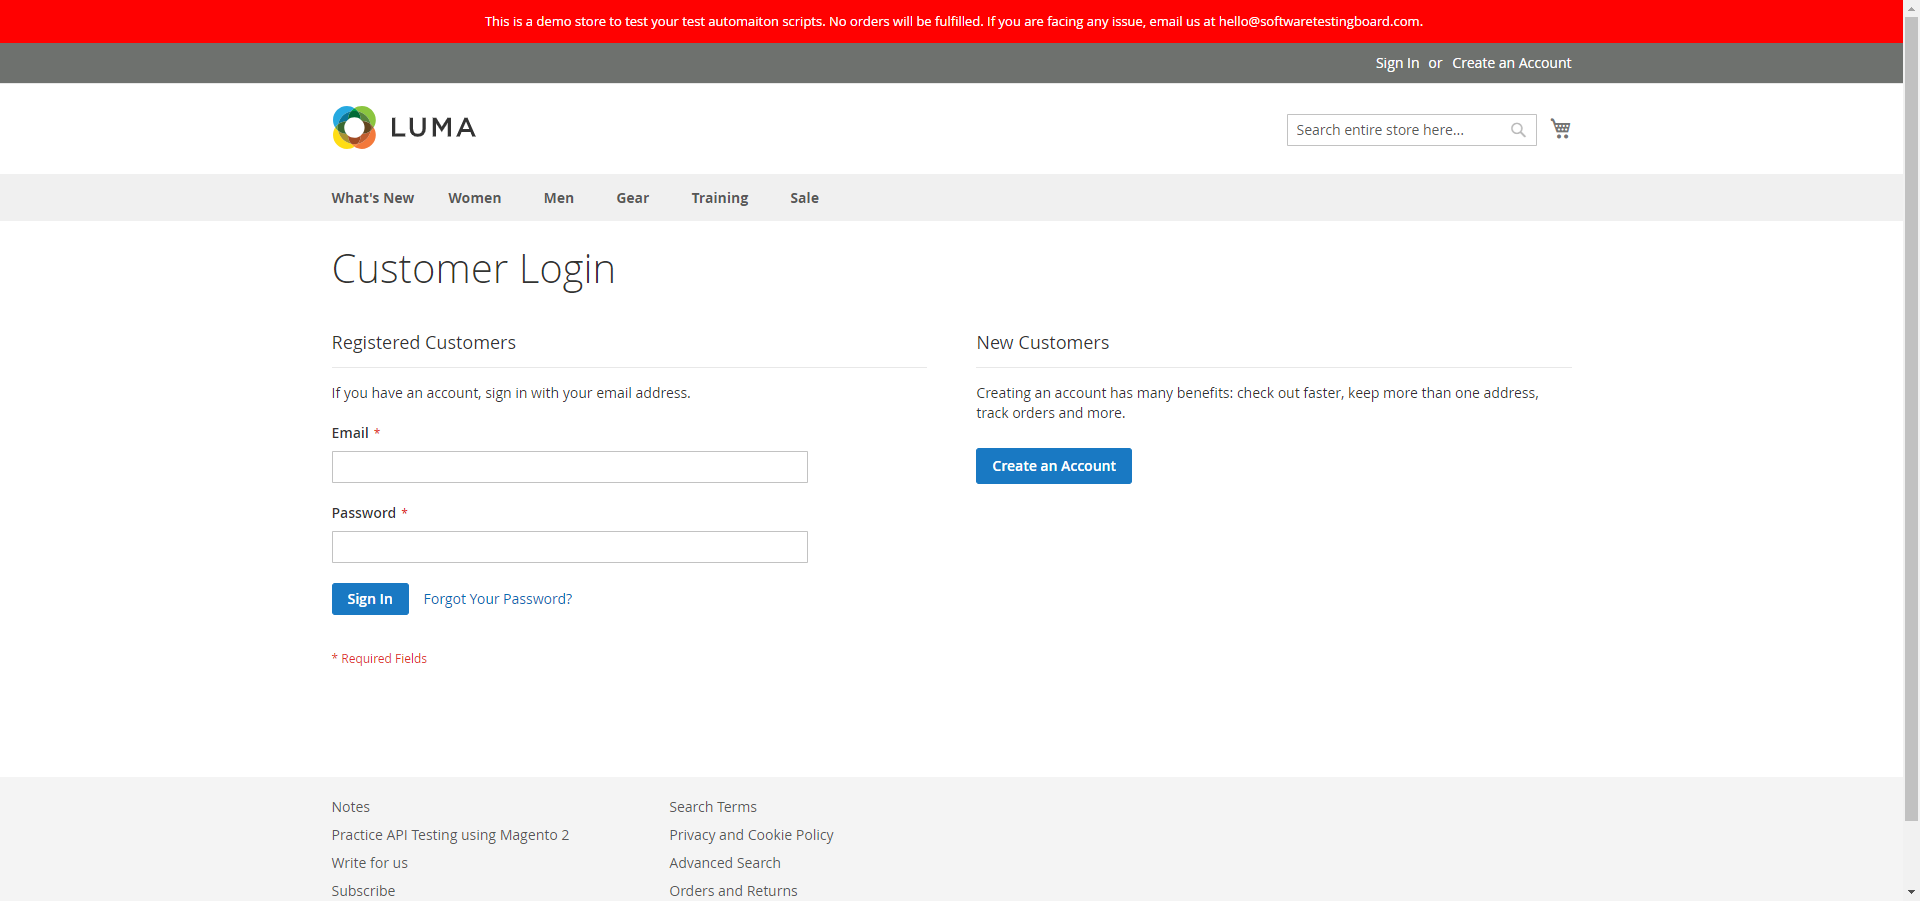 This is a demo store to test your test automaiton scripts. No orders will be fulfilled. If you are facing any issue, email us at hello@softwaretestingboard.com.
Sign In or Create an Account
LUMA
Search entire store here...
What's New Women Men Gear Training Sale
Customer Login
Registered Customers
If you have an account, sign in with your email address.
Email *
Password *
Sign In Forgot Your Password?
* Required Fields
New Customers
Creating an account has many benefits: check out faster, keep more than one address,
track orders and more.
Create an Account
Notes
Practice API Testing using Magento 2
Write for us
Subscribe
Search Terms
Privacy and Cookie Policy
Advanced Search
Orders and Returns